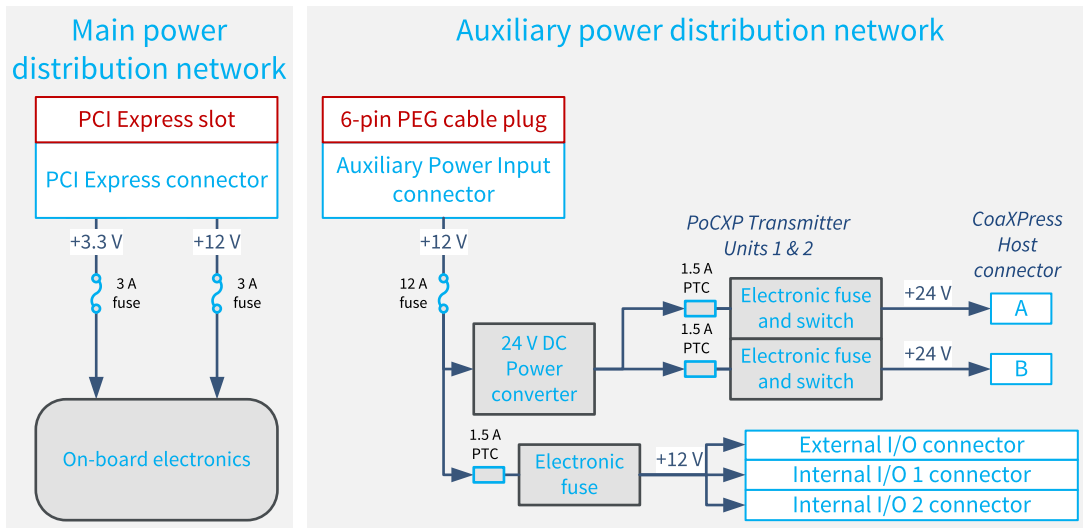 Main power
distribution network
PCI Express slot
PCI Express connector
+3.3 V
+12 V
3 A
fuse
3 A
fuse
On-board electronics
Auxiliary power distribution network
6-pin PEG cable plug
Auxiliary Power Input
connector
+12 V
12 A
fuse
24 V DC
Power
converter
PoCXP Transmitter
Units 1 & 2
1.5 A
PTC
Electronic fuse
and switch
+24 V
1.5 A
PTC
Electronic fuse
and switch
+24 V
CoaXPress
Host
connector
A
B
1.5 A
PTC
Electronic
fuse
+12 V
External I/O connector
Internal I/O 1 connector
Internal I/O 2 connector